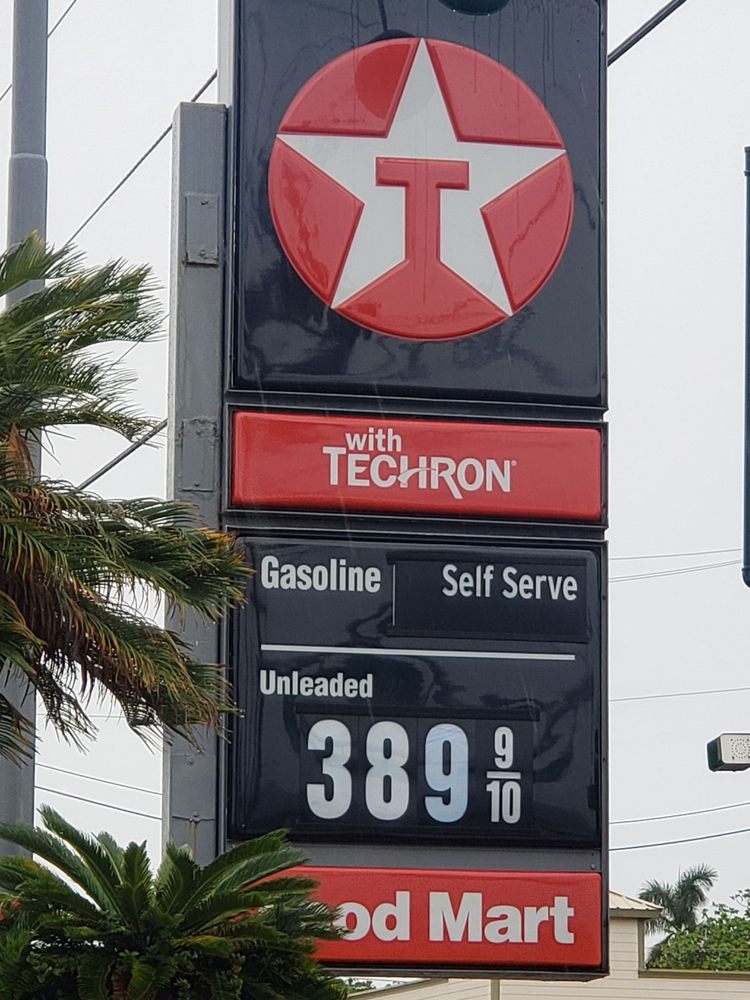 T
with
TECHRON®
Gasoline Self Serve
Unleaded
389 9/10
od Mart